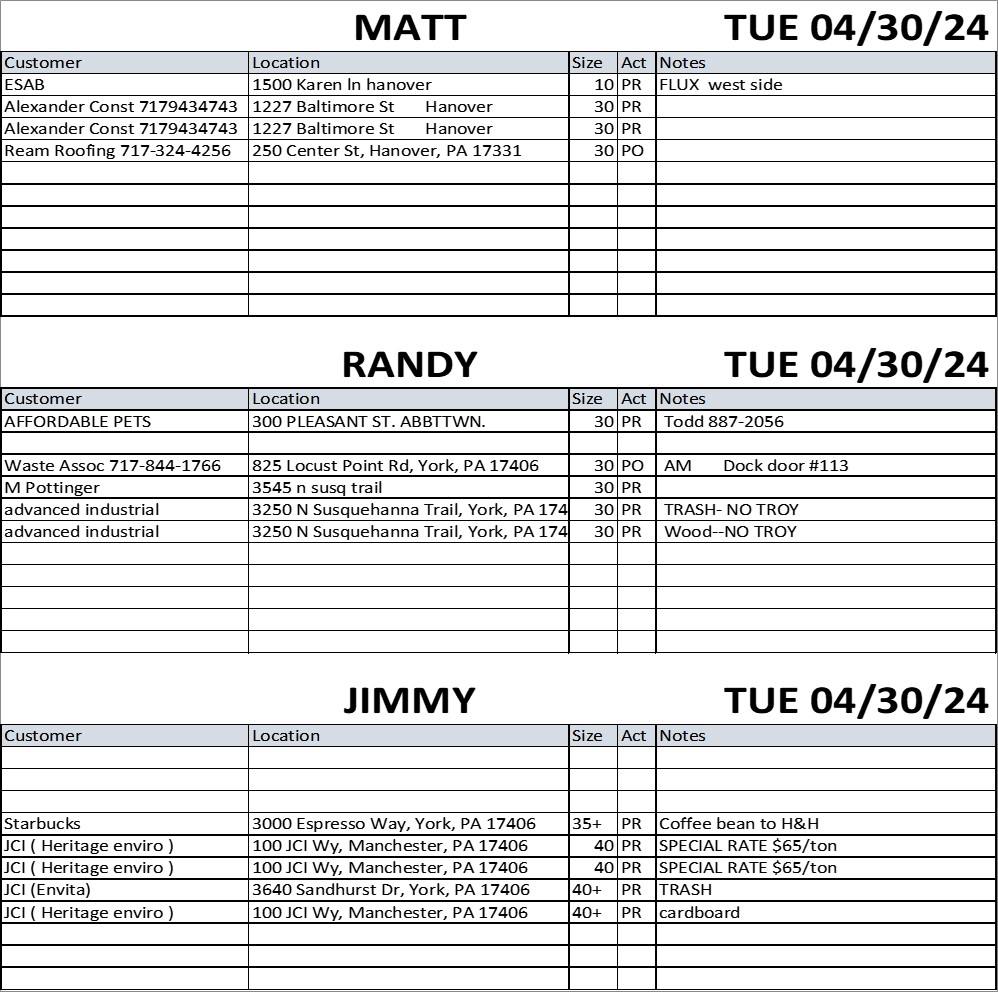 MATT TUE 04/30/24
Customer Location Size Act Notes
ESAB 1500 Karen ln hanover 10 PR FLUX west side
Alexander Const 7179434743 1227 Baltimore St Hanover 30 PR
Alexander Const 7179434743 1227 Baltimore St Hanover 30 PR
Ream Roofing 717-324-4256 250 Center St, Hanover, PA 17331 30 PO
RANDY TUE 04/30/24
Customer Location Size Act Notes
AFFORDABLE PETS 300 PLEASANT ST. ABBTTWN. 30 PR Todd 887-2056
Waste Assoc 717-844-1766 825 Locust Point Rd, York, PA 17406 30 PO AM Dock door #113
M Pottinger 3545 n susq trail 30 PR
advanced industrial 3250 N Susquehanna Trail, York, PA 174 30 PR TRASH- NO TROY
advanced industrial 3250 N Susquehanna Trail, York, PA 174 30 PR Wood--NO TROY
JIMMY TUE 04/30/24
Customer Location Size Act Notes
Starbucks 3000 Espresso Way, York, PA 17406 35+ PR Coffee bean to H&H
JCI ( Heritage enviro ) 100 JCI Wy, Manchester, PA 17406 40 PR SPECIAL RATE $65/ton
JCI ( Heritage enviro ) 100 JCI Wy, Manchester, PA 17406 40 PR SPECIAL RATE $65/ton
JCI (Envita) 3640 Sandhurst Dr, York, PA 17406 40+ PR TRASH
JCI ( Heritage enviro ) 100 JCI Wy, Manchester, PA 17406 40+ PR cardboard